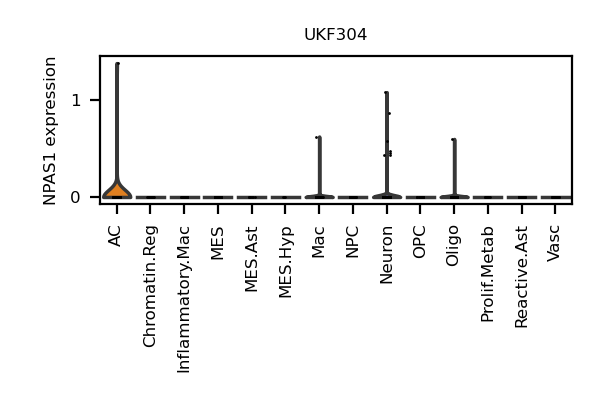 UKF304
NPAS1 expression
1
0
AC
Chromatin.Reg
Inflammatory.Mac
MES
MES.Ast
MES.Hyp
Mac
NPC
Neuron
OPC
Oligo
Prolif.Metab
Reactive.Ast
Vasc